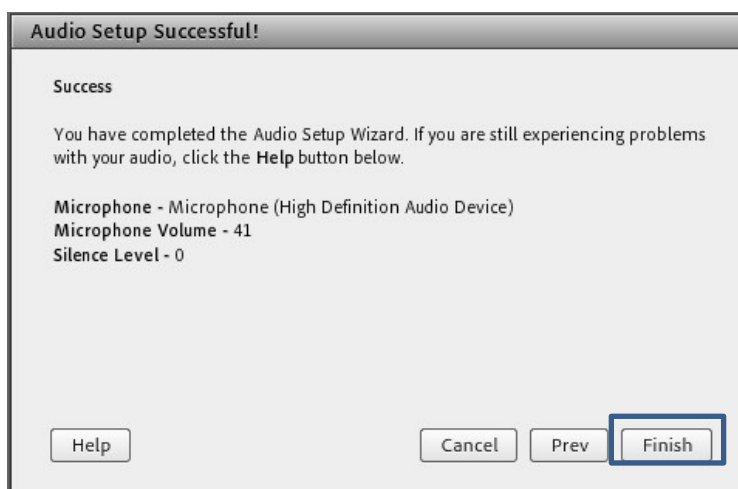 Audio Setup Successful!
Success
You have completed the Audio Setup Wizard. If you are still experiencing problems
with your audio, click the Help button below.
Microphone - Microphone (High Definition Audio Device)
Microphone Volume - 41
Silence Level - 0
Help Cancel Prev Finish